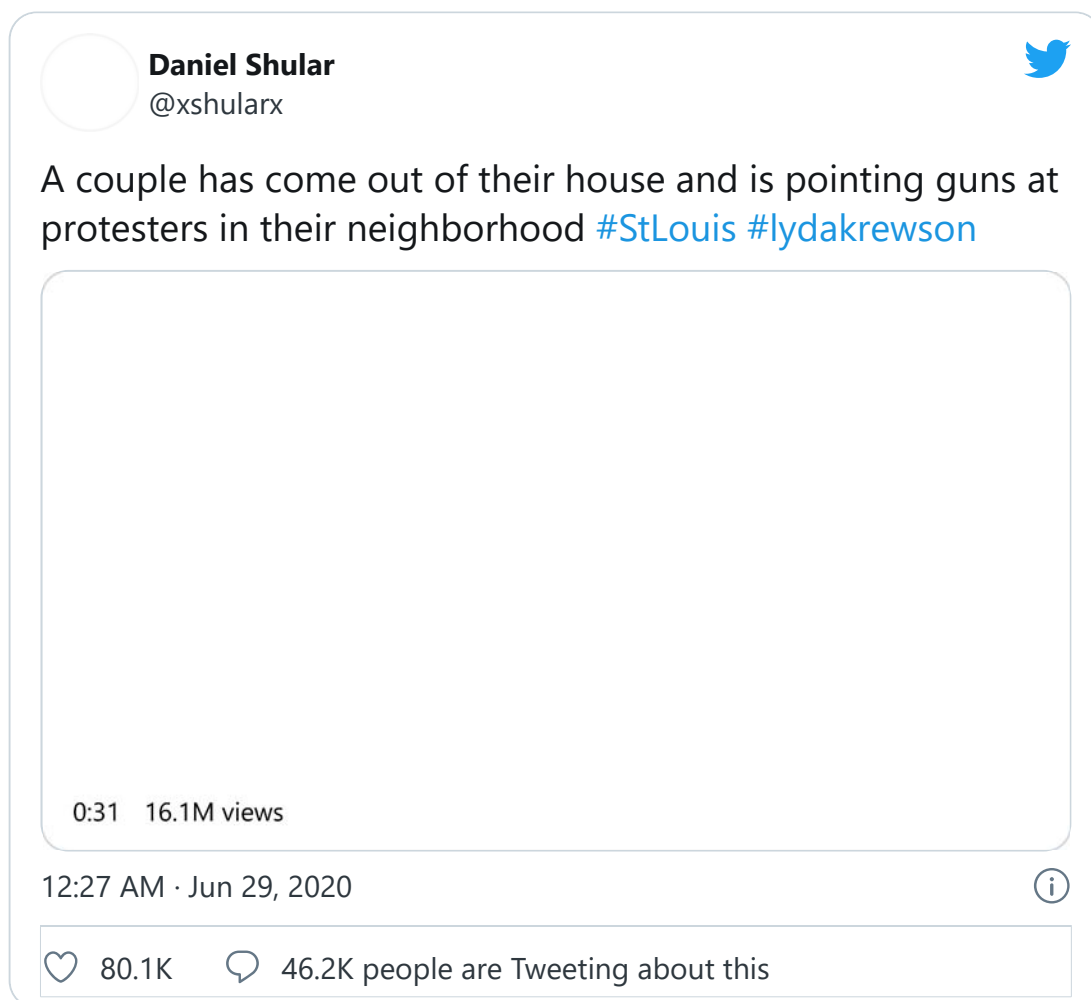 Daniel Shular
@xshularx
A couple has come out of their house and is pointing guns at
protesters in their neighborhood #StLouis #lydakrewson
0:31 16.1M views
12:27 AM · Jun 29, 2020
80.1K 46.2K people are Tweeting about this